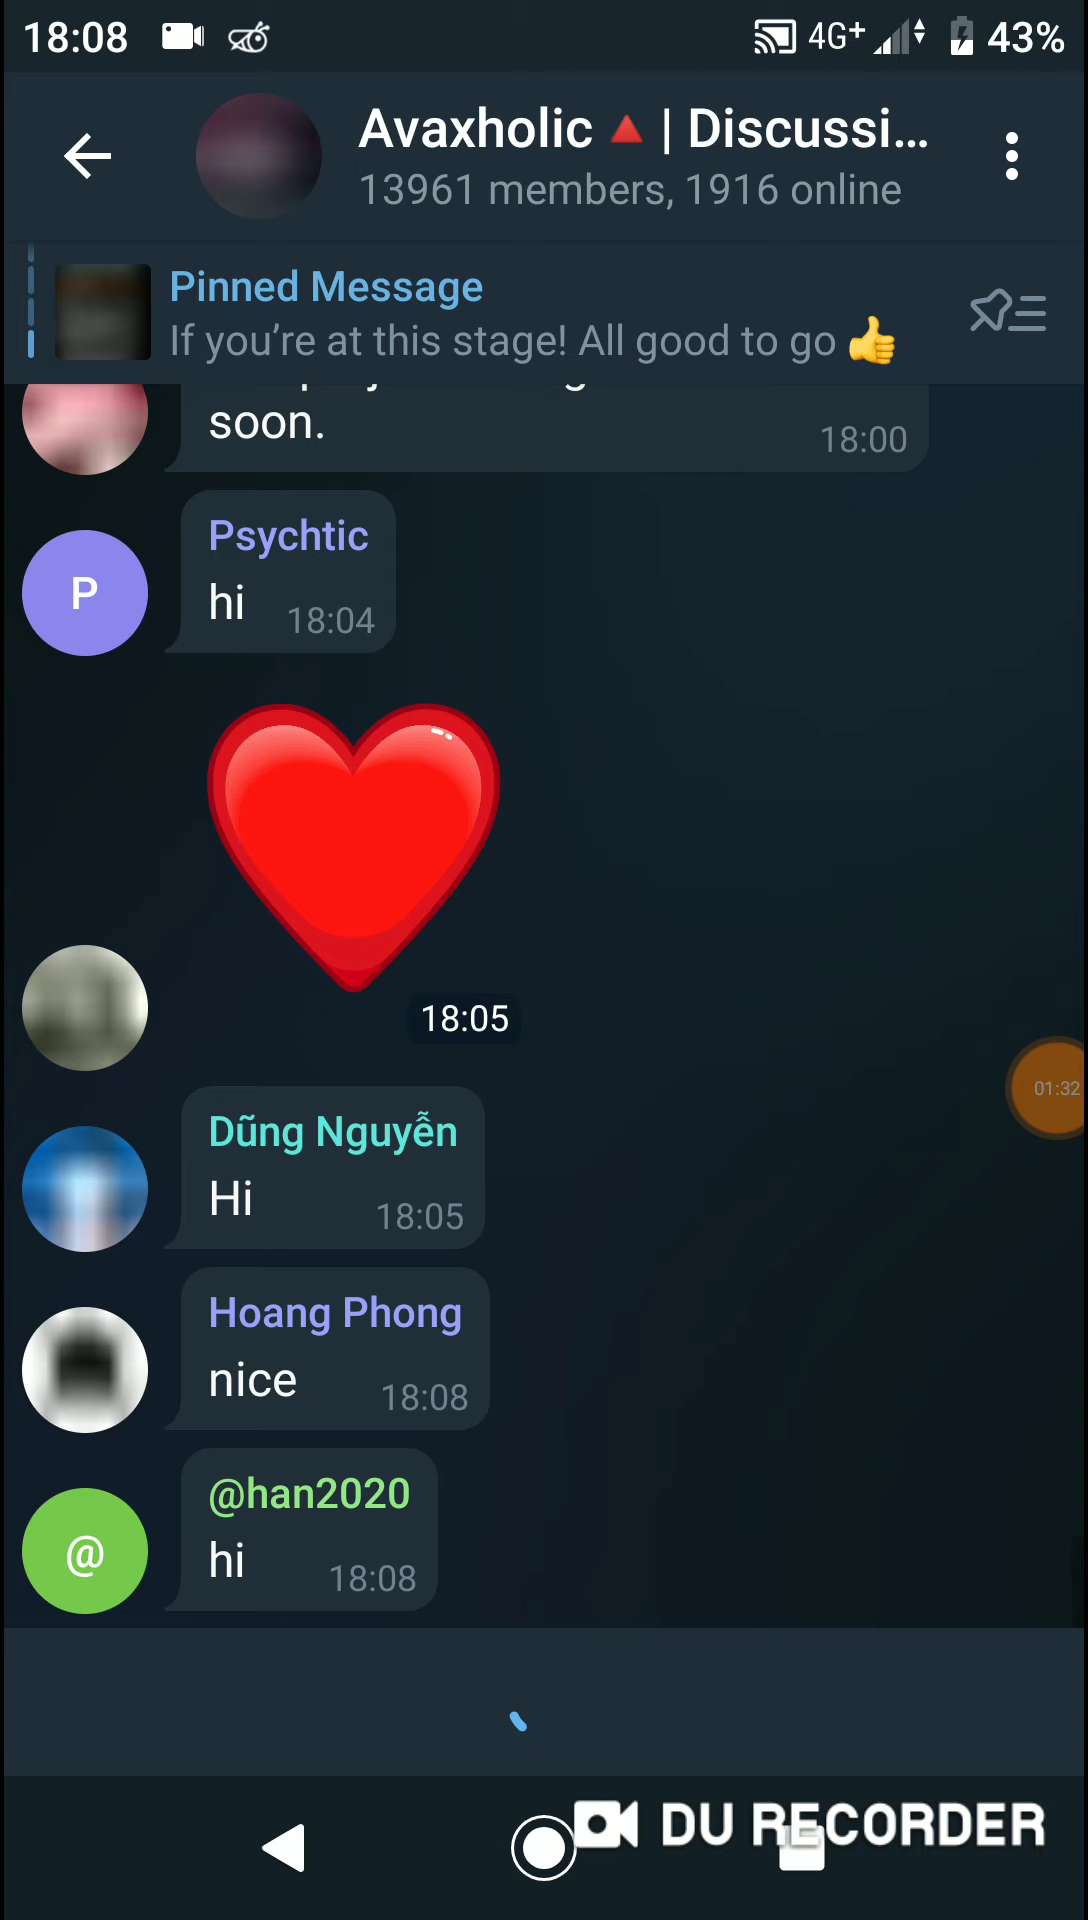 18:08 4G+ 43%
Avaxholic🔺 | Discussi...
13961 members, 1916 online
Pinned Message
If you're at this stage! All good to go 👍
soon.
18:00
Psychtic
hi 18:04
18:05
01:32
Dũng Nguyễn
Hi 18:05
Hoang Phong
nice 18:08
@han2020
@
hi 18:08
P
DU RECORDER